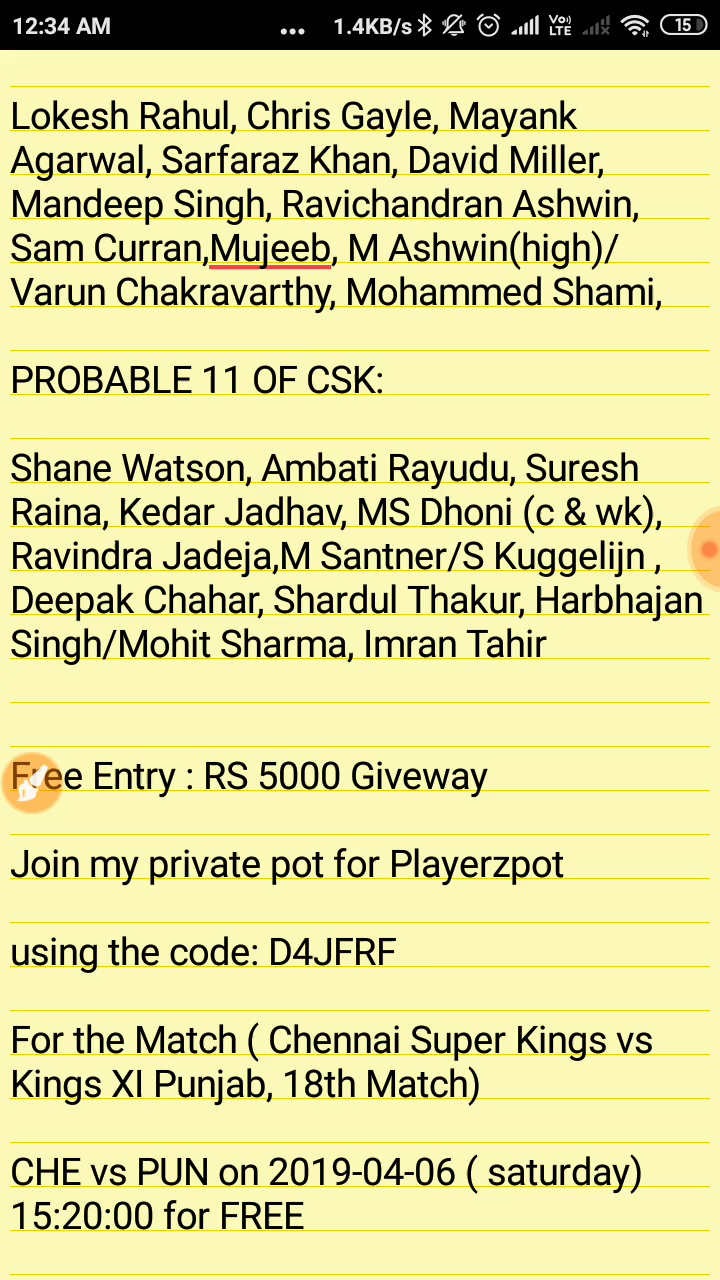 12:34 AM ... 1.4KB/s Vo)) LTE 15
Lokesh Rahul, Chris Gayle, Mayank
Agarwal, Sarfaraz Khan, David Miller,
Mandeep Singh, Ravichandran Ashwin,
Sam Curran,Mujeeb, M Ashwin(high)/
Varun Chakravarthy, Mohammed Shami,
PROBABLE 11 OF CSK:
Shane Watson, Ambati Rayudu, Suresh
Raina, Kedar Jadhav, MS Dhoni (c & wk),
Ravindra Jadeja,M Santner/S Kuggelijn ,
Deepak Chahar, Shardul Thakur, Harbhajan
Singh/Mohit Sharma, Imran Tahir
Free Entry : RS 5000 Giveway
Join my private pot for Playerzpot
using the code: D4JFRF
For the Match ( Chennai Super Kings vs
Kings XI Punjab, 18th Match)
CHE vs PUN on 2019-04-06 ( saturday)
15:20:00 for FREE